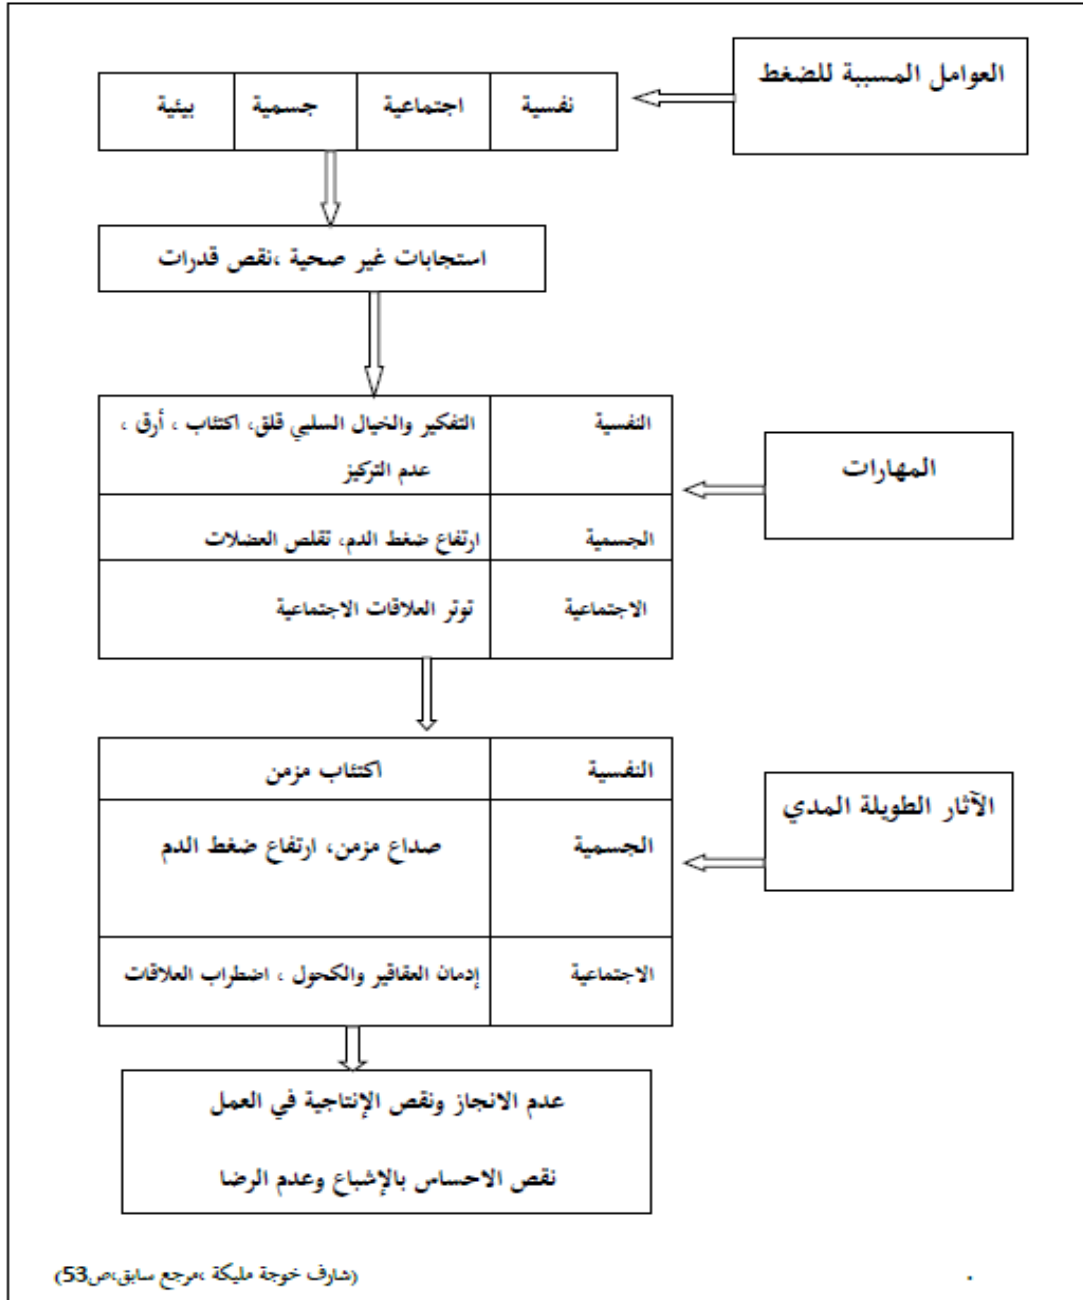 العوامل المسببة للضغط
نفسية اجتماعية جسمية بيئية
استجابات غير صحية ،نقص قدرات
المهارات
النفسية التفكير والخيال السلبي قلق، اكتئاب ، أرق ،
عدم التركيز
الجسمية ارتفاع ضغط الدم، تقلص العضلات
الاجتماعية توتر العلاقات الاجتماعية
الآثار الطويلة المدي
النفسية اكتئاب مزمن
الجسمية صداع مزمن، ارتفاع ضغط الدم
الاجتماعية إدمان العقاقير والكحول ، اضطراب العلاقات
عدم الانجاز ونقص الإنتاجية في العمل
نقص الاحساس بالإشباع وعدم الرضا
(شارف خوجة مليكة ،مرجع سابق،ص53)
.